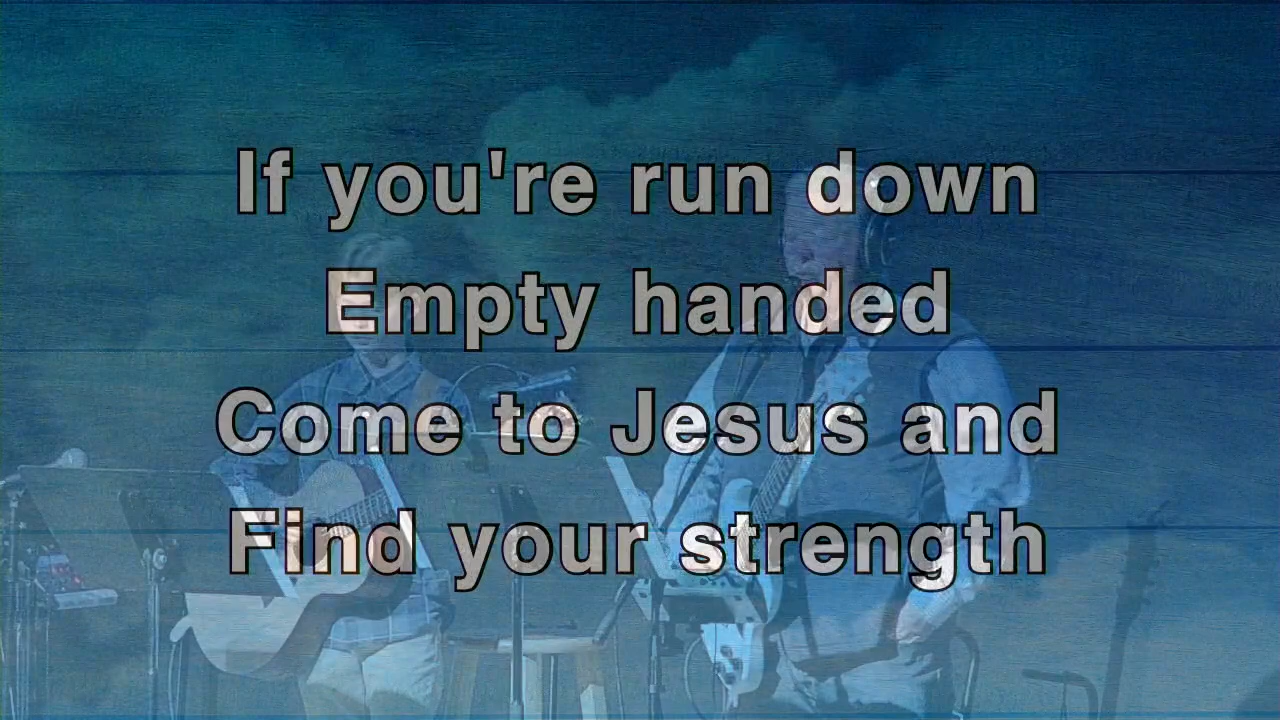 If you're run down
Empty handed
Come to Jesus and
Find your strength